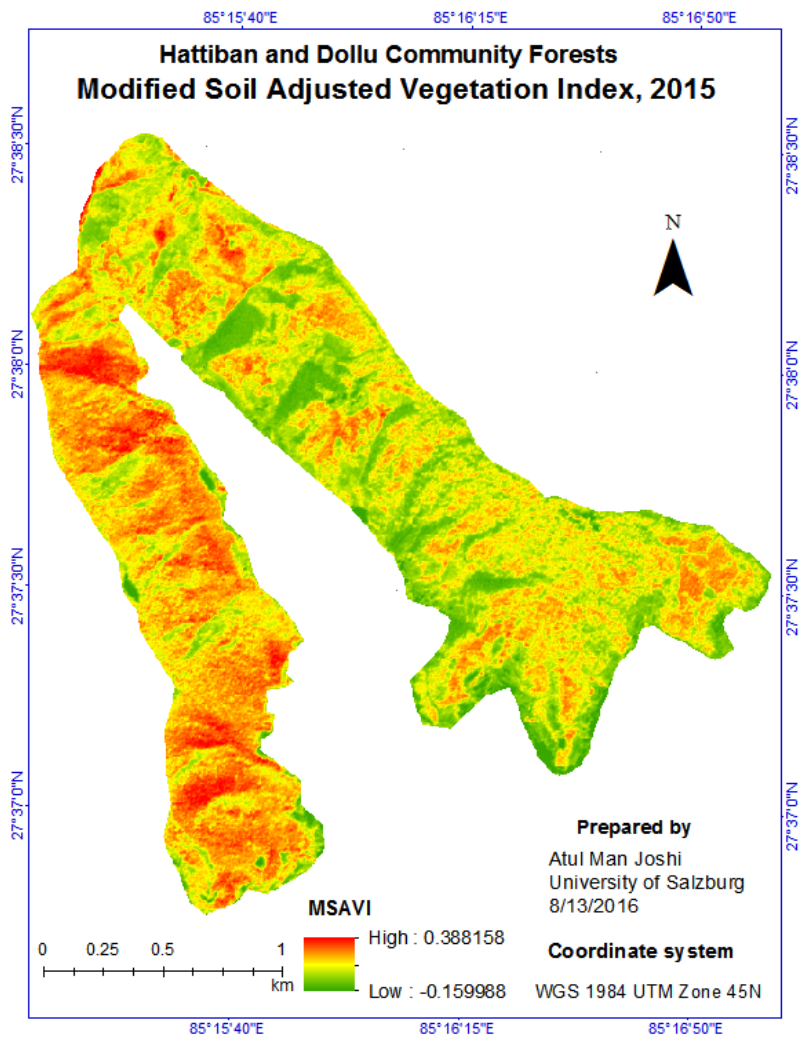 85°15'40"E 85°16'15"E 85°16'50"E
Hattiban and Dollu Community Forests
Modified Soil Adjusted Vegetation Index, 2015
27°38'30"N 27°38'30"N
N
27°38'0"N 27°38'0"N
27°37'30"N 27°37'30"N
27°37'0"N 27°37'0"N
Prepared by
Atul Man Joshi
University of Salzburg
8/13/2016
MSAVI
High : 0.388158
Low : -0.159988
0 0.25 0.5 1
km
Coordinate system
WGS 1984 UTM Zone 45N
85°15'40"E 85°16'15"E 85°16'50"E